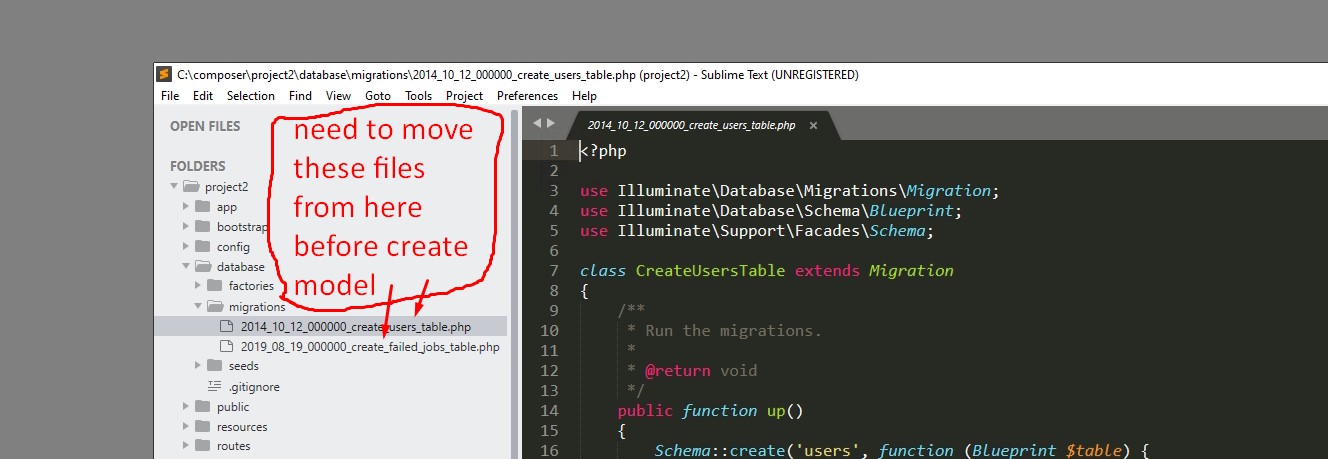 C:\composer\project2\database\migrations\2014_10_12_000000_create_users_table.php (project2) - Sublime Text (UNREGISTERED)
File Edit Selection Find View Goto Tools Project Preferences Help
OPEN FILES
FOLDERS
project2
app
bootstrap
config
database
factories
migrations
2014_10_12_000000_create_users_table.php
2019_08_19_000000_create_failed_jobs_table.php
seeds
.gitignore
public
resources
routes
need to move
these files
from here
before create
model
2014_10_12_000000_create_users_table.php ×
1 <?php
2
3 use Illuminate\Database\Migrations\Migration;
4 use Illuminate\Database\Schema\Blueprint;
5 use Illuminate\Support\Facades\Schema;
6
7 class CreateUsersTable extends Migration
8 {
9 /**
10 * Run the migrations.
11 *
12 * @return void
13 */
14 public function up()
15 {
16 Schema::create('users', function (Blueprint $table) {